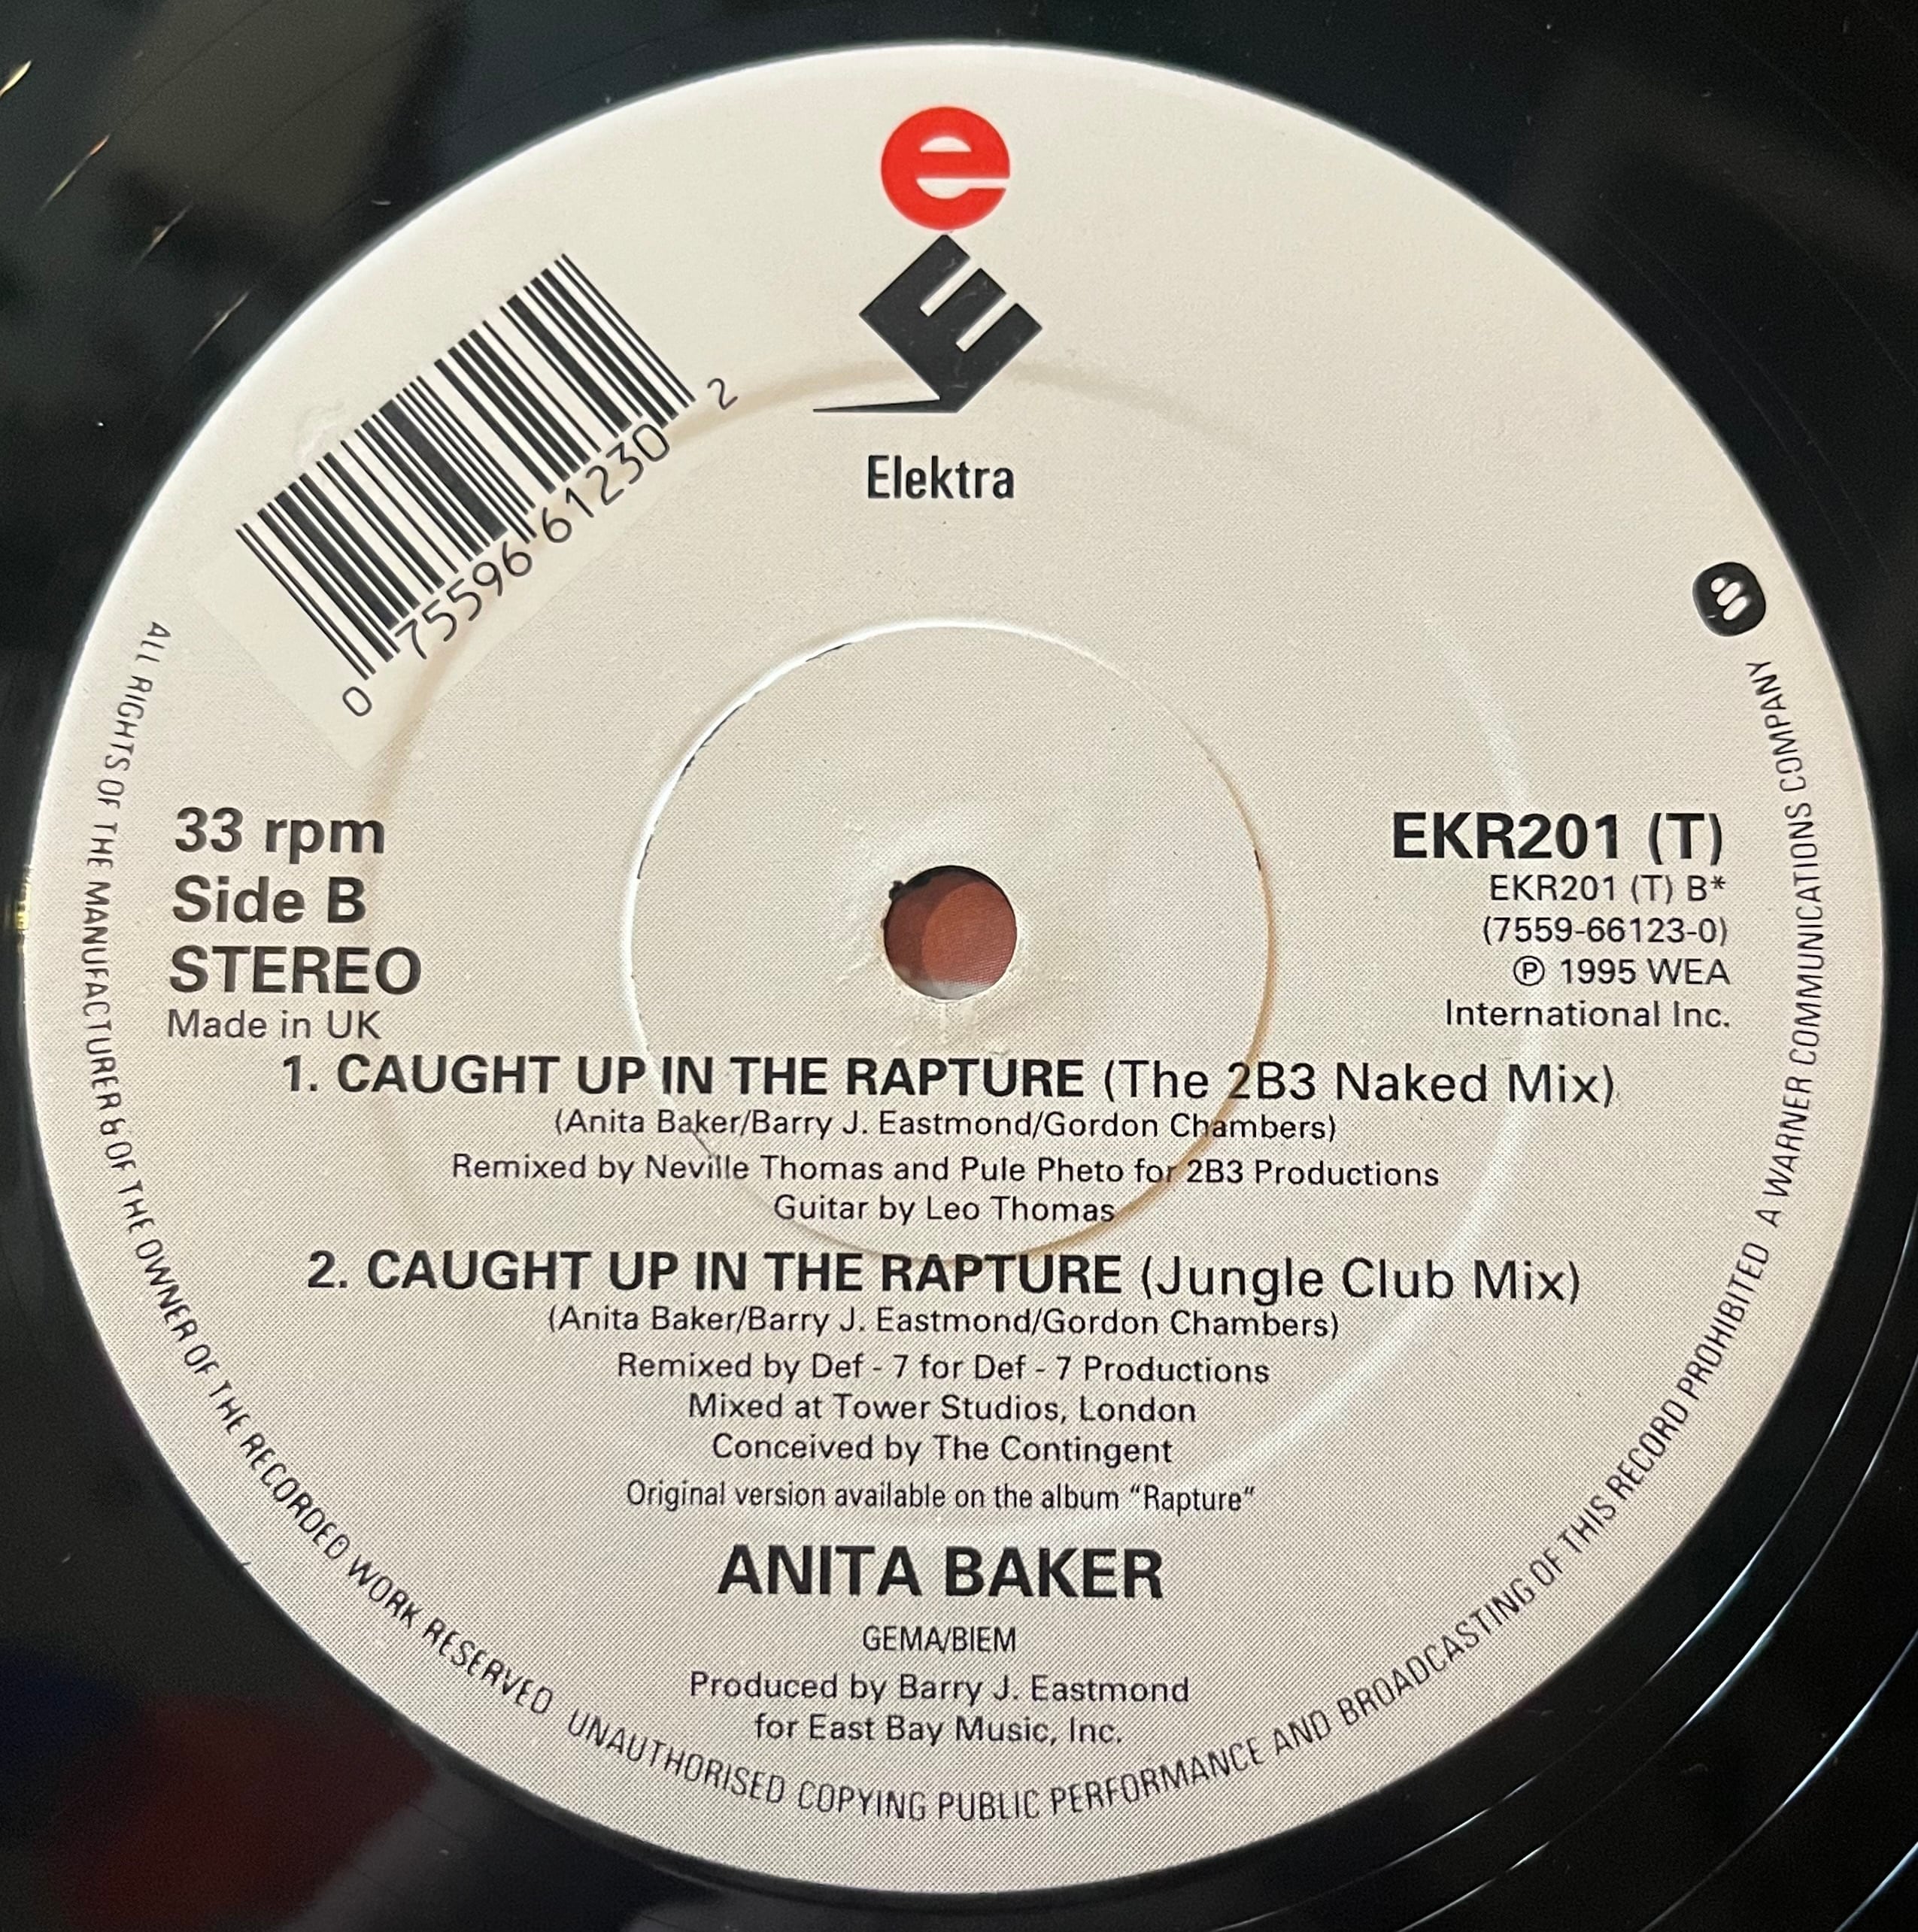 e
Elektra
0 75596 61230 2
33 rpm
Side B
STEREO
Made in UK
EKR201 (T)
EKR201 (T) B*
(7559-66123-0)
℗ 1995 WEA
International Inc.
1. CAUGHT UP IN THE RAPTURE (The 2B3 Naked Mix)
(Anita Baker/Barry J. Eastmond/Gordon Chambers)
Remixed by Neville Thomas and Pule Pheto for 2B3 Productions
Guitar by Leo Thomas
2. CAUGHT UP IN THE RAPTURE (Jungle Club Mix)
(Anita Baker/Barry J. Eastmond/Gordon Chambers)
Remixed by Def - 7 for Def - 7 Productions
Mixed at Tower Studios, London
Conceived by The Contingent
Original version available on the album “Rapture”
ANITA BAKER
GEMA/BIEM
Produced by Barry J. Eastmond
for East Bay Music, Inc.
ALL RIGHTS OF THE MANUFACTURER & OF THE OWNER OF THE RECORDED WORK RESERVED UNAUTHORISED COPYING PUBLIC PERFORMANCE AND BROADCASTING OF THIS RECORD PROHIBITED A WARNER COMMUNICATIONS COMPANY